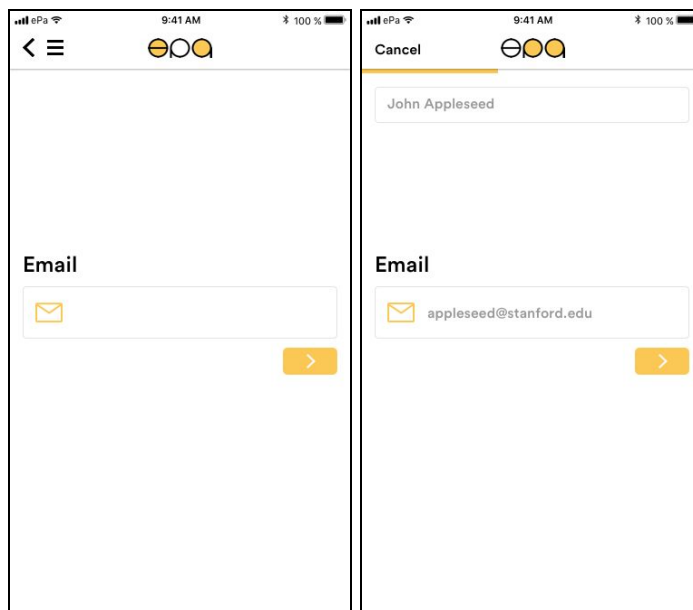 ePa 9:41 AM 100 %
epa
Email
ePa 9:41 AM 100 %
Cancel epa
John Appleseed
Email
appleseed@stanford.edu